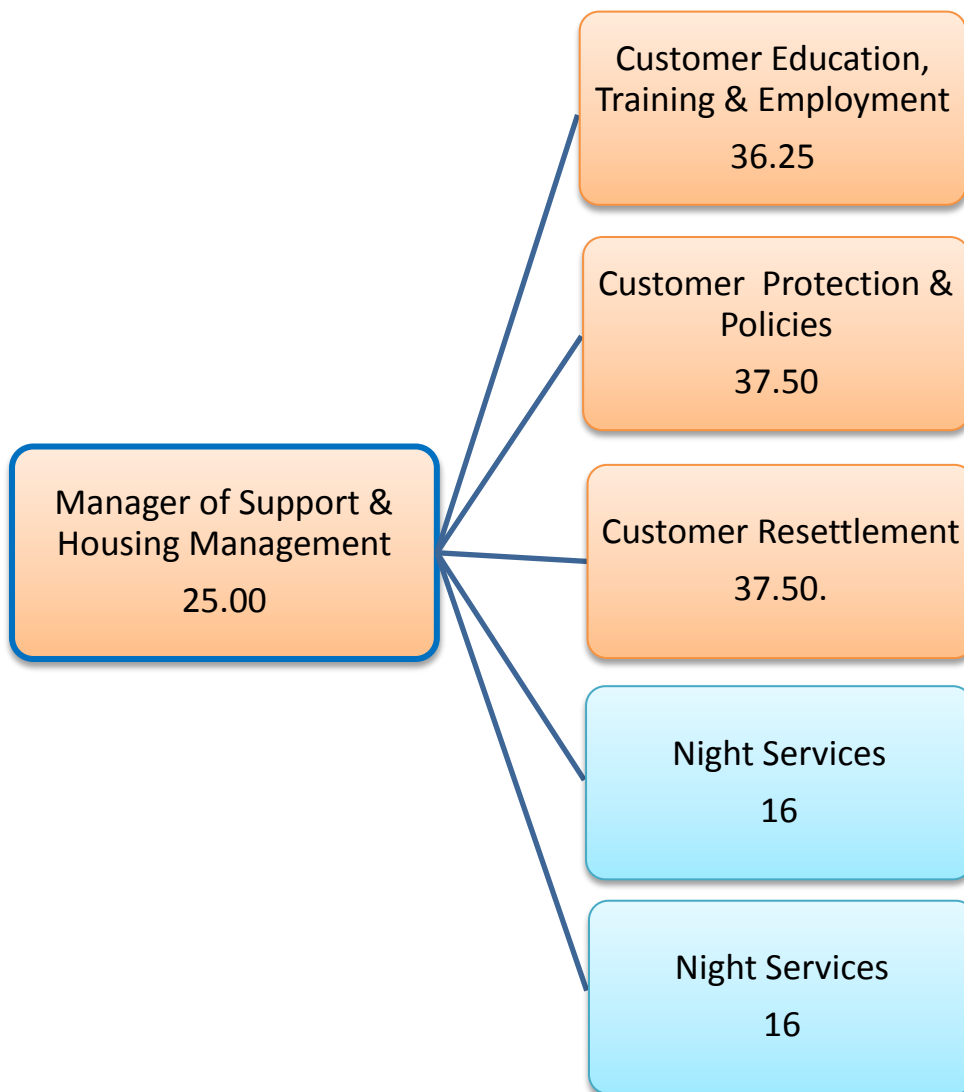 Customer Education,
Training & Employment
36.25
Customer Protection &
Policies
37.50
Manager of Support &
Housing Management
25.00
Customer Resettlement
37.50.
Night Services
16
Night Services
16